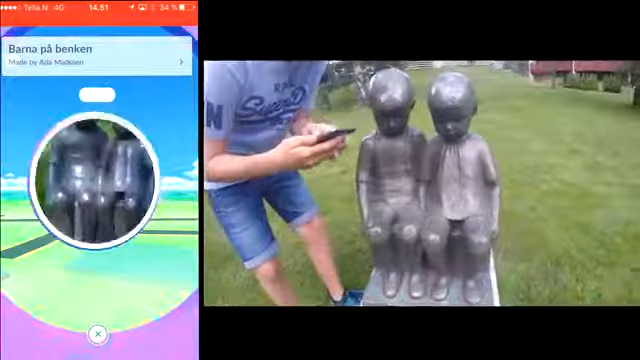 Telia N 4G 14.51 34 %
Barna på benken
Made by Ada Madssen
Superdry